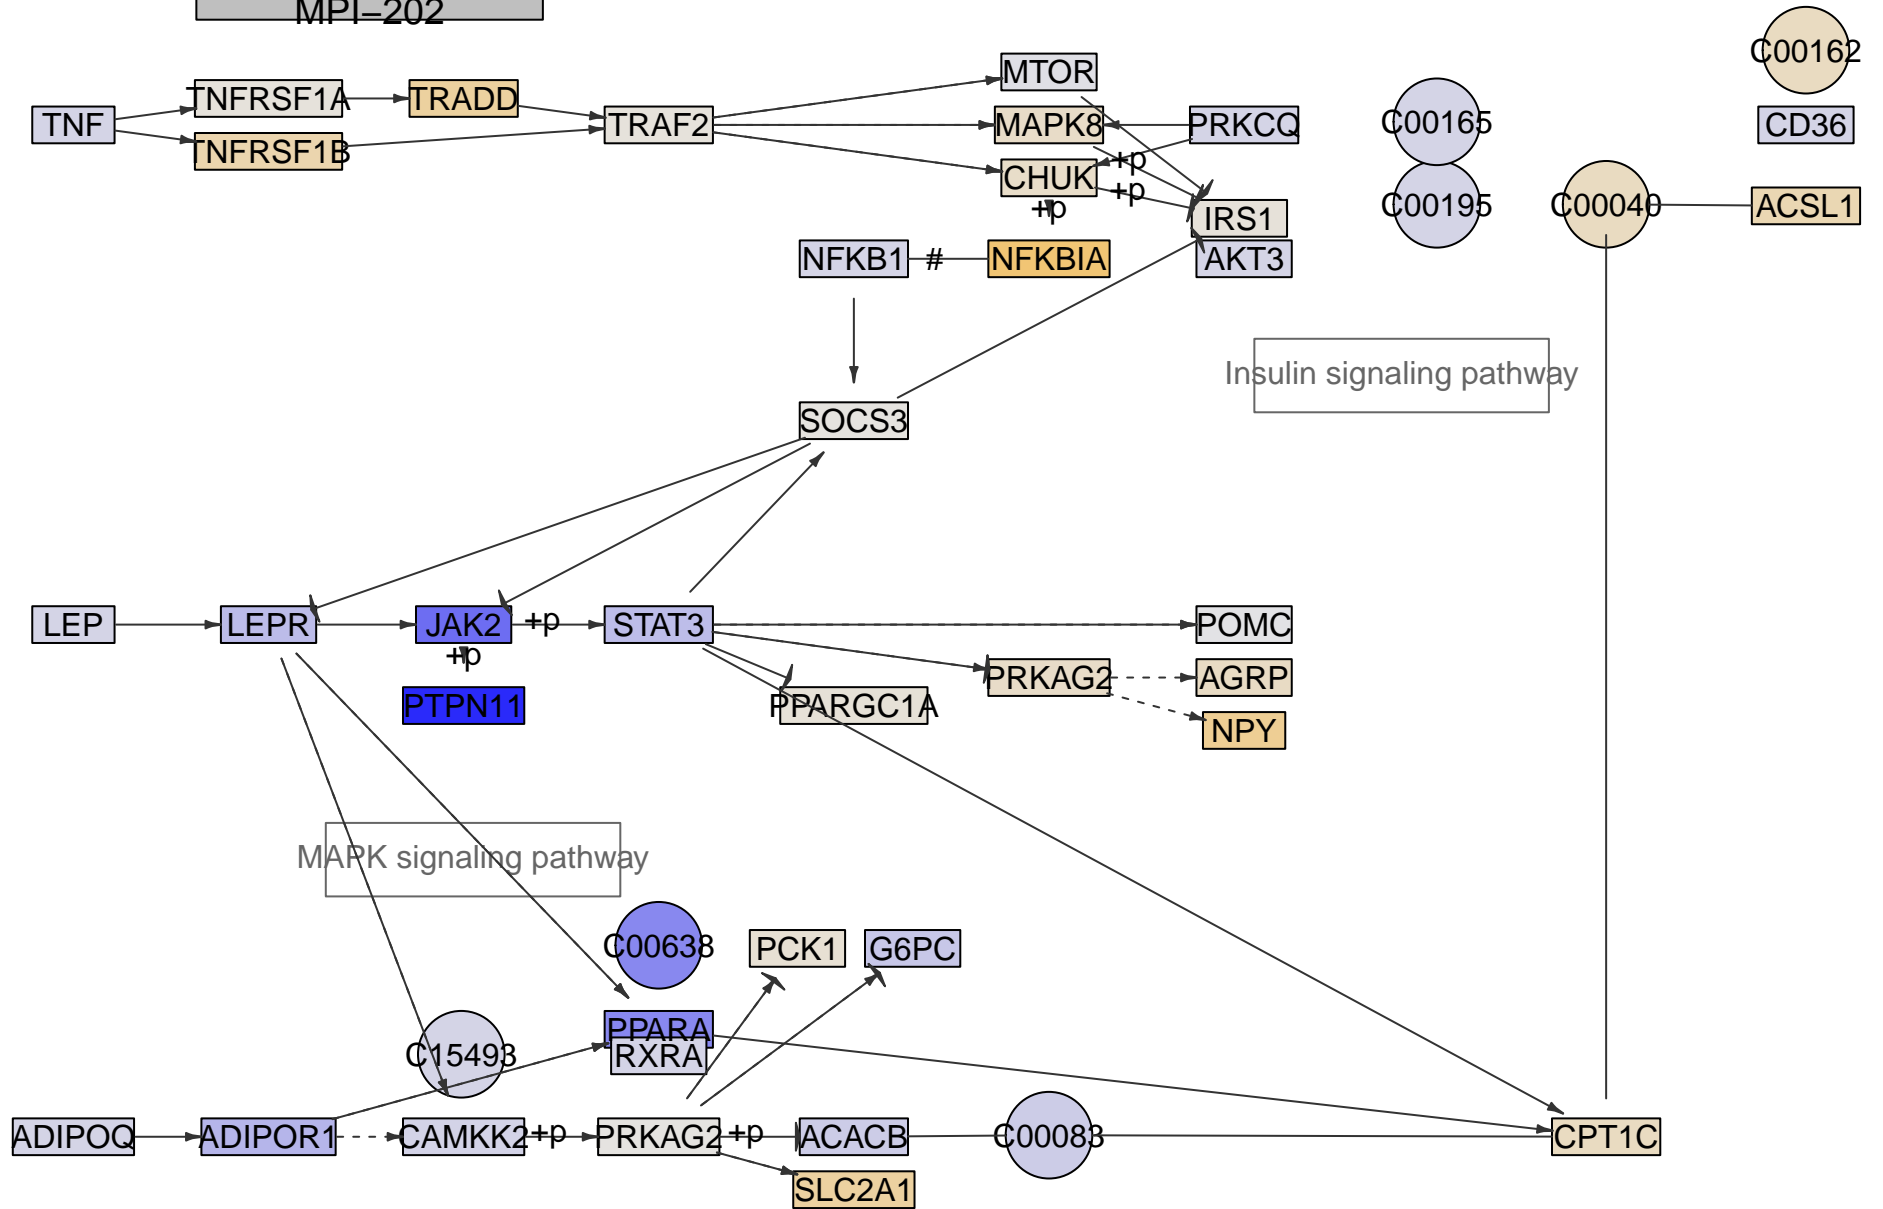 MPI–202
C00162
TNFRSF1A
TRADD
MTOR
TNF
TRAF2
MAPK8
PRKCQ
C00165
CD36
TNFRSF1B
+p
CHUK
+p
+p
C00195
C00040
ACSL1
IRS1
NFKB1
#
NFKBIA
AKT3
Insulin signaling pathway
SOCS3
LEP
LEPR
JAK2
+p
STAT3
POMC
+p
PRKAG2
AGRP
PTPN11
PPARGC1A
NPY
MAPK signaling pathway
C00638
PCK1
G6PC
PPARA
C15493
RXRA
ADIPOQ
ADIPOR1
CAMKK2
+p
PRKAG2
+p
ACACB
C00083
CPT1C
SLC2A1